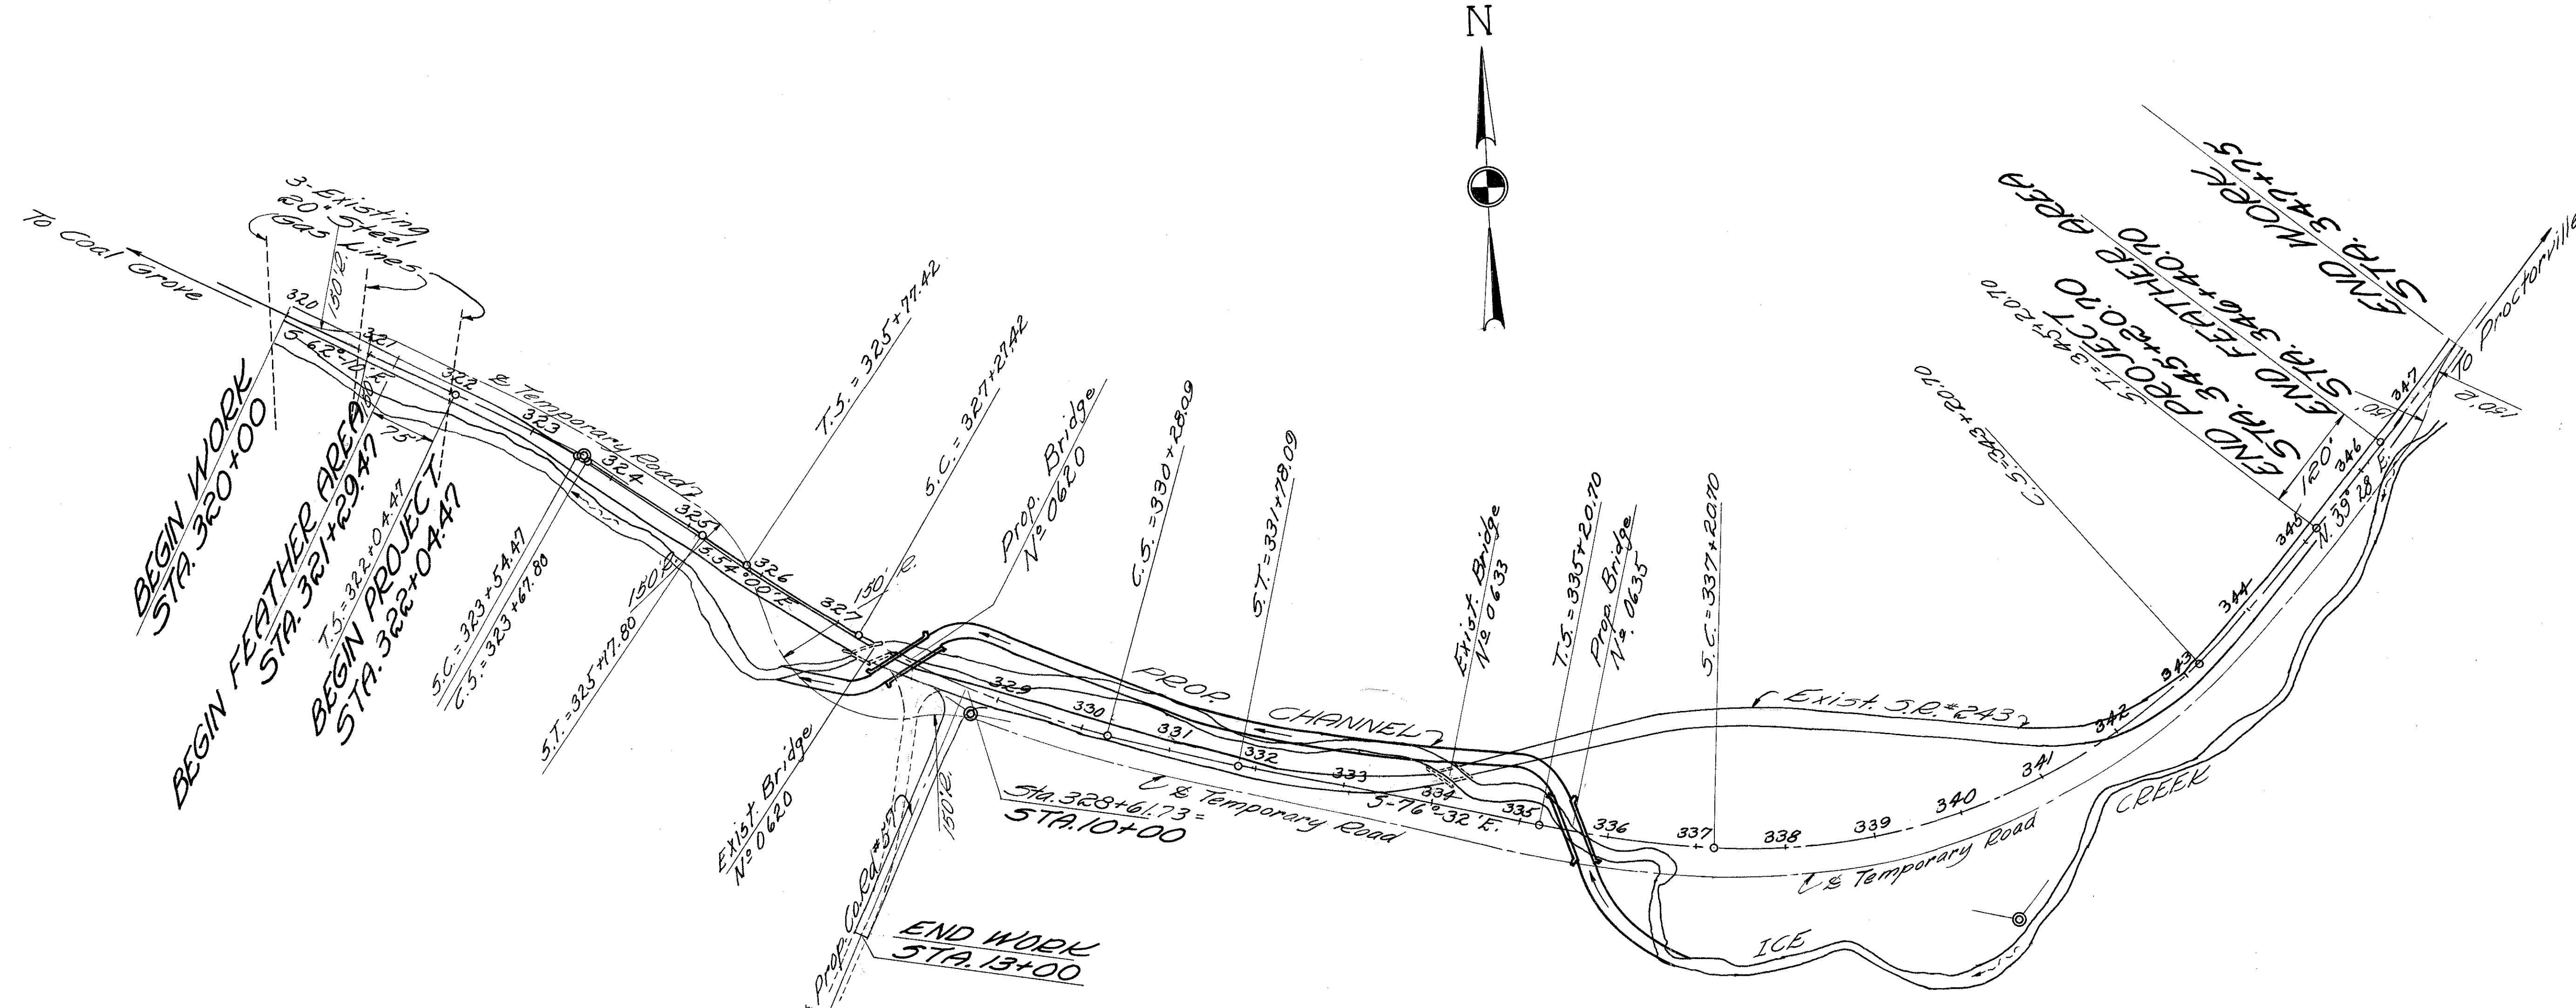 N
To Coal Grove
3-Existing
20" Steel
Gas Lines
150'R.
320
321
S-62°-10'E
322
75'
BEGIN WORK
STA. 320+00
BEGIN FEATHER AREA
STA. 321+29.47
T.S.=322+04.47
BEGIN PROJECT
STA. 322+04.47
℄ Temporary Road
323
324
325
326
327
S.C.=323+54.47
C.S.=323+67.80
S.T.=325+17.80
150'R.
S.54°00'E.
T.S.=325+77.42
S.C.=327+27.42
150' R.
Prop. Bridge
Nº 0620
Exist. Bridge
Nº 0620
C.S.=330+28.09
S.T.=331+78.09
PROP. CHANNEL
329
330
331
332
333
334
335
336
337
338
339
340
341
342
343
344
345
346
347
150'R.
Sta. 328+61.73=
STA. 10+00
℄ Temporary Road
S-76°-32'E.
Prop. Co. Rd. #57
END WORK
STA. 13+00
Exist. Bridge
Nº 0633
T.S.=335+20.70
Prop. Bridge
Nº. 0635
S.C.=337+20.70
Exist. S.R.#243
℄ Temporary Road
ICE CREEK
C.S.=343+20.70
S.T.=345+20.70
END PROJECT
STA. 345+20.70
END FEATHER AREA
STA. 346+40.70
END WORK
STA. 347+75
120'
150'
150'R
N. 39° 28' E.
To Proctorville